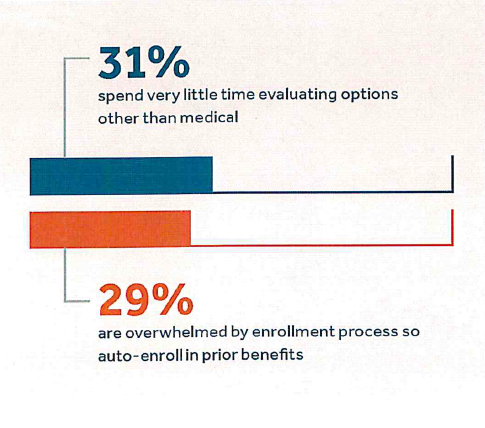 31%
spend very little time evaluating options
other than medical
29%
are overwhelmed by enrollment process so
auto-enroll in prior benefits